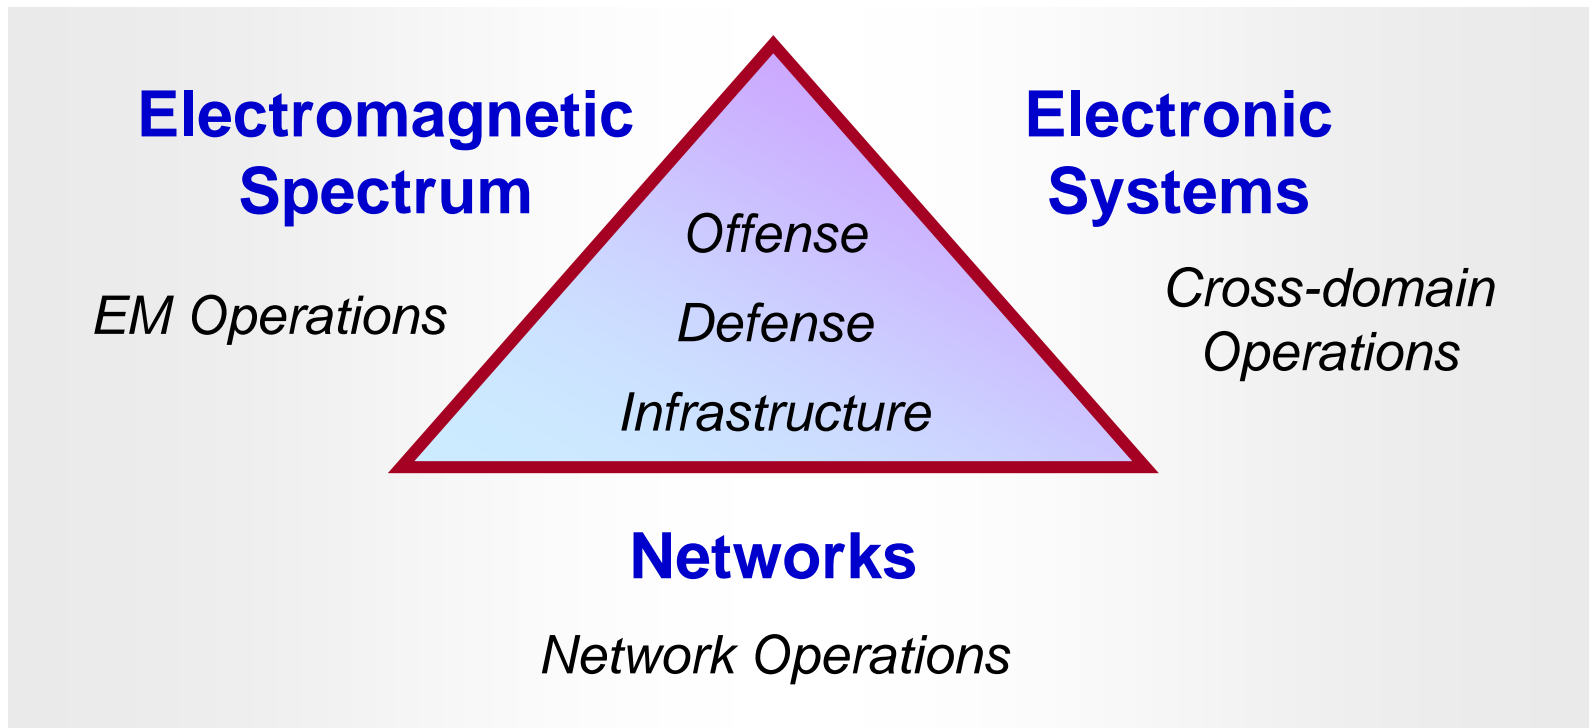 Electromagnetic
Spectrum
EM Operations
Electronic
Systems
Cross-domain
Operations
Offense
Defense
Infrastructure
Networks
Network Operations